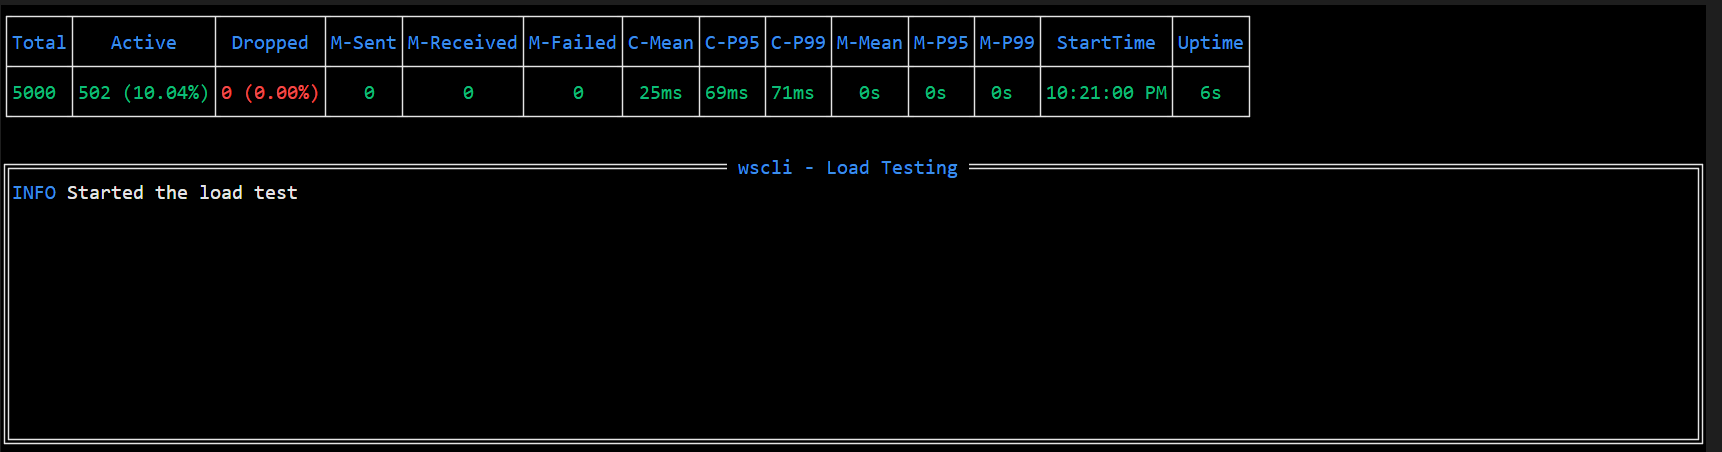 Total Active Dropped M-Sent M-Received M-Failed C-Mean C-P95 C-P99 M-Mean M-P95 M-P99 StartTime Uptime
5000 502 (10.04%) 0 (0.00%) 0 0 0 25ms 69ms 71ms 0s 0s 0s 10:21:00 PM 6s
wscli - Load Testing
INFO Started the load test